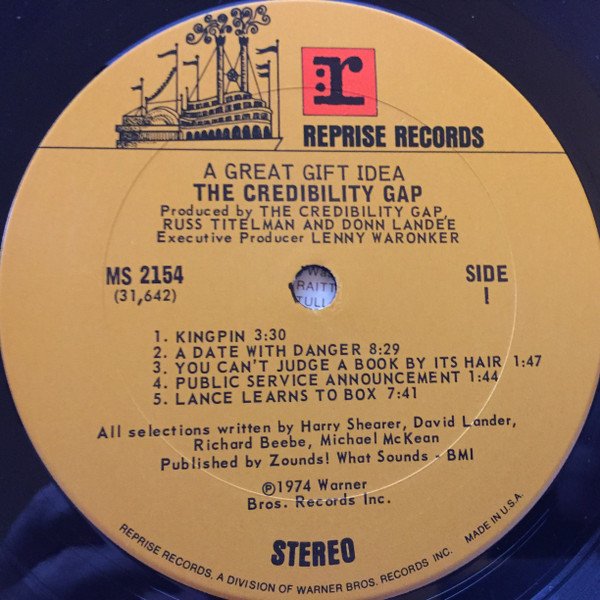 r
REPRISE RECORDS
A GREAT GIFT IDEA
THE CREDIBILITY GAP
Produced by THE CREDIBILITY GAP,
RUSS TITELMAN AND DONN LANDEE
Executive Producer LENNY WARONKER
MS 2154
(31,642)
SIDE
1
RAITT
TULL
1. KINGPIN 3:30
2. A DATE WITH DANGER 8:29
3. YOU CAN'T JUDGE A BOOK BY ITS HAIR 1:47
4. PUBLIC SERVICE ANNOUNCEMENT 1:44
5. LANCE LEARNS TO BOX 7:41
All selections written by Harry Shearer, David Lander,
Richard Beebe, Michael McKean
Published by Zounds! What Sounds - BMI
℗1974 Warner
Bros. Records Inc.
STEREO
REPRISE RECORDS, A DIVISION OF WARNER BROS. RECORDS INC. MADE IN U.S.A.